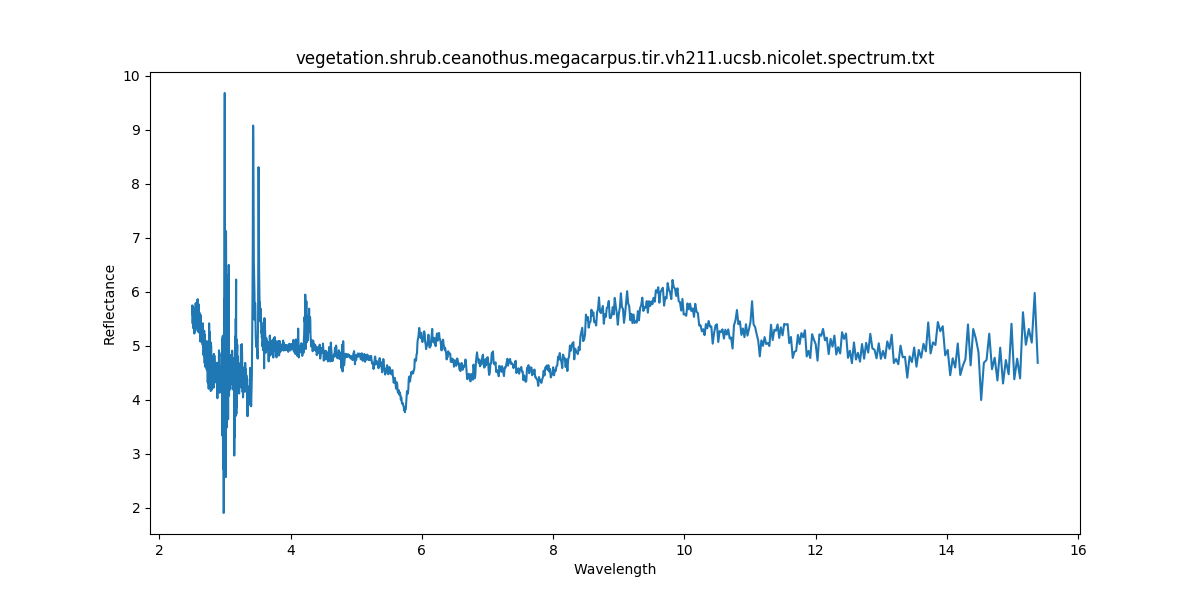 vegetation.shrub.ceanothus.megacarpus.tir.vh211.ucsb.nicolet.spectrum.txt
10
9
8
7
6
5
4
3
2
Reflectance
2 4 6 8 10 12 14 16
Wavelength